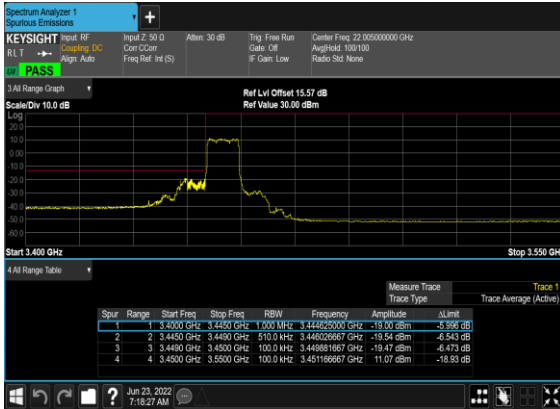 Spectrum Analyzer 1
Spurious Emissions
KEYSIGHT
RLT
Input: RF
Coupling: DC
Align: Auto
Input Z: 50 Ω
Corr CCorr
Freq Ref: Int (S)
Atten: 30 dB
Trig: Free Run
Gate: Off
IF Gain: Low
Center Freq: 22.005000000 GHz
Avg|Hold: 100/100
Radio Std: None
PASS
3 All Range Graph
Scale/Div 10.0 dB
Ref Lvl Offset 15.57 dB
Ref Value 30.00 dBm
Log
20.0
10.0
0.00
-10.0
-20.0
-30.0
-40.0
-50.0
-60.0
Start 3.400 GHz
Stop 3.550 GH
4 All Range Table
Measure Trace Trace 1
Trace Type Trace Average (Active)
Spur Range Start Freq Stop Freq RBW Frequency Amplitude ΔLimit
1 1 3.4000 GHz 3.4450 GHz 1.000 MHz 3.444625000 GHz -19.00 dBm -5.996 dB
2 2 3.4450 GHz 3.4490 GHz 510.0 kHz 3.446026667 GHz -19.54 dBm -6.543 dB
3 3 3.4490 GHz 3.4500 GHz 100.0 kHz 3.449681667 GHz -19.47 dBm -6.473 dB
4 4 3.4500 GHz 3.5500 GHz 100.0 kHz 3.451166667 GHz 11.07 dBm -18.93 dB
Jun 23, 2022
7:18:27 AM